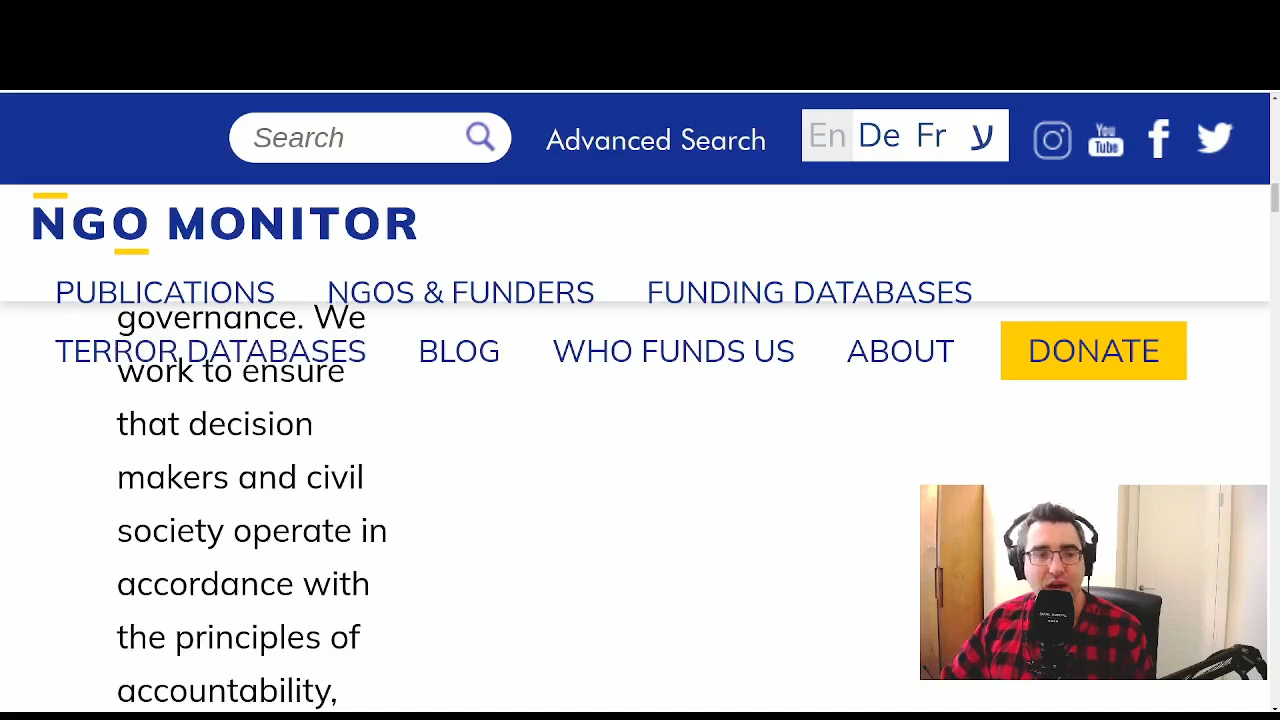 Search
Advanced Search
En De Fr ע
You
Tube
NGO MONITOR
PUBLICATIONS NGOS & FUNDERS FUNDING DATABASES
governance. We
TERROR DATABASES BLOG WHO FUNDS US ABOUT DONATE
work to ensure
that decision
makers and civil
society operate in
accordance with
the principles of
accountability,